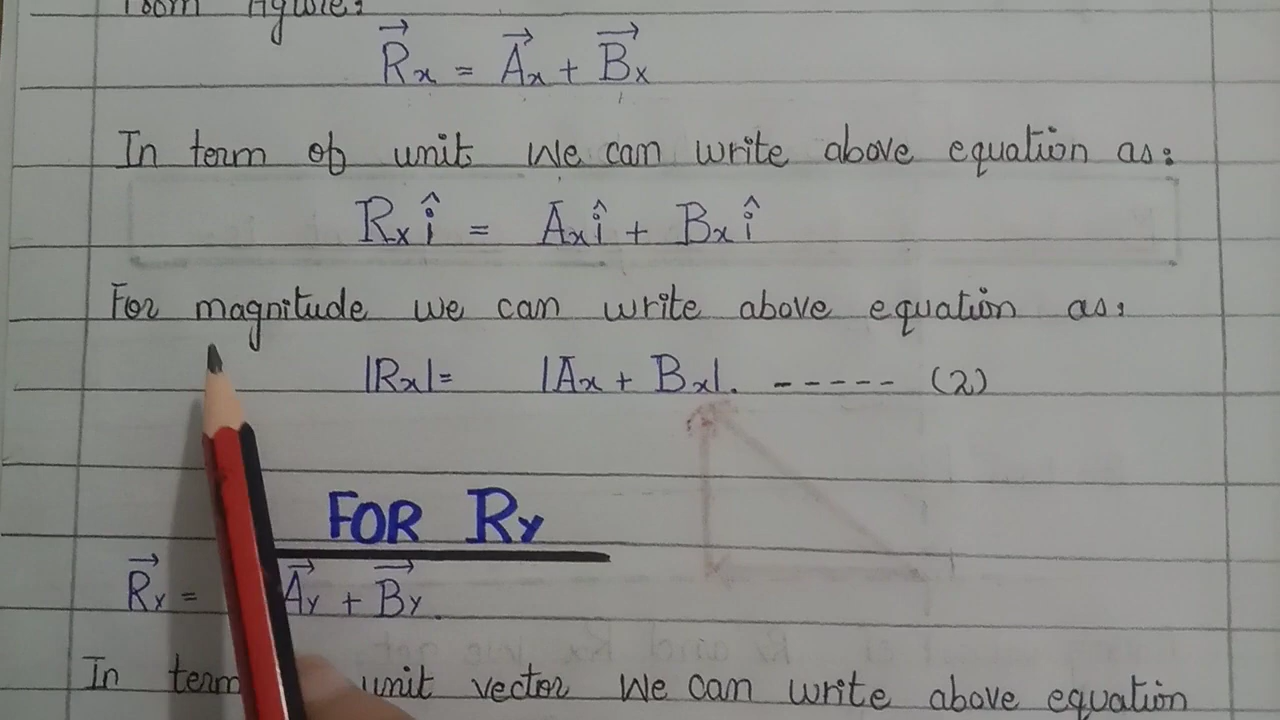 figure:
R⃗x = A⃗x + B⃗x
In term of unit we can write above equation as:
Rx î = Ax î + Bx î
For magnitude we can write above equation as:
|Rx| = |Ax + Bx|. ----- (2)
FOR Ry
R⃗y = A⃗y + B⃗y.
In term unit vector we can write above equation